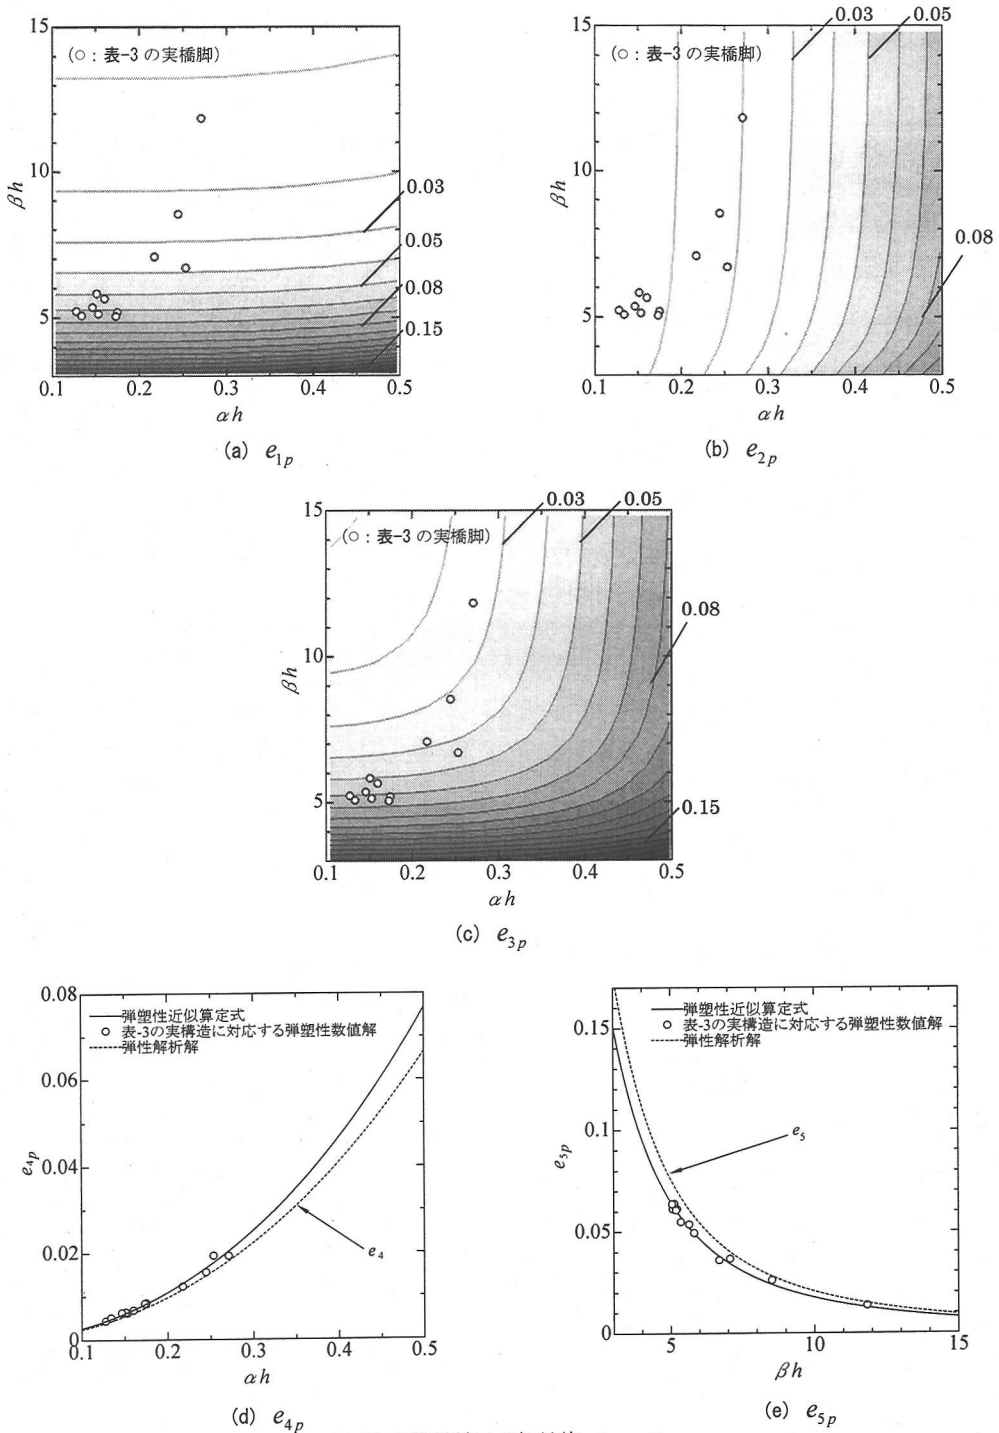 (○:表-3 の実橋脚)
15
10
5
βh
0.03
0.05
0.08
0.15
0.1 0.2 0.3 0.4 0.5
αh
(a) e1p
0.03 0.05
(○:表-3 の実橋脚)
15
10
5
βh
0.08
0.1 0.2 0.3 0.4 0.5
αh
(b) e2p
0.03 0.05
(○:表-3 の実橋脚)
15
10
5
βh
0.08
0.15
0.1 0.2 0.3 0.4 0.5
αh
(c) e3p
0.08
0.06
0.04
0.02
0
e4p
弾塑性近似算定式
表-3の実構造に対応する弾塑性数値解
弾性解析解
e4
0.1 0.2 0.3 0.4 0.5
αh
(d) e4p
0.15
0.1
0.05
0
e5p
弾塑性近似算定式
表-3の実構造に対応する弾塑性数値解
弾性解析解
e5
5 10 15
βh
(e) e5p